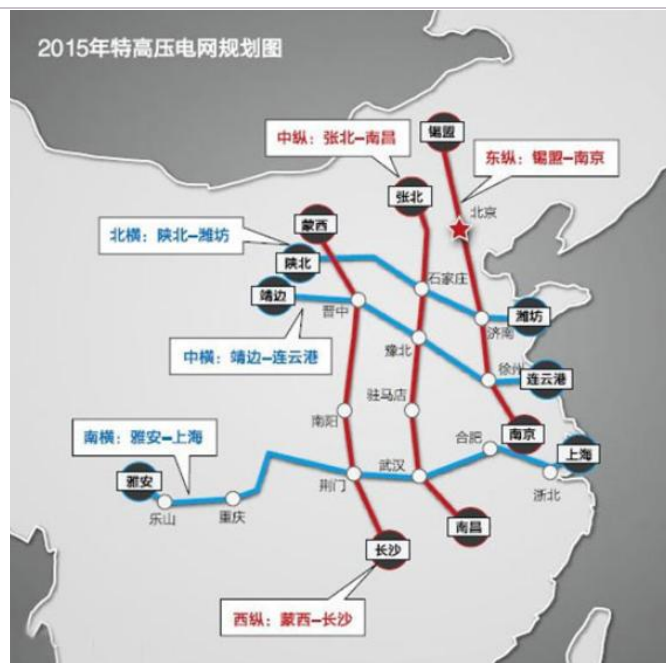 2015年特高压电网规划图
中纵：张北-南昌
锡盟
东纵：锡盟-南京
张北
北京
蒙西
北横：陕北-潍坊
陕北
石家庄
靖边
晋中
济南
潍坊
豫北
中横：靖边-连云港
徐州
连云港
驻马店
南阳
南京
合肥
南横：雅安-上海
上海
武汉
雅安
荆门
浙北
乐山
重庆
南昌
长沙
西纵：蒙西-长沙